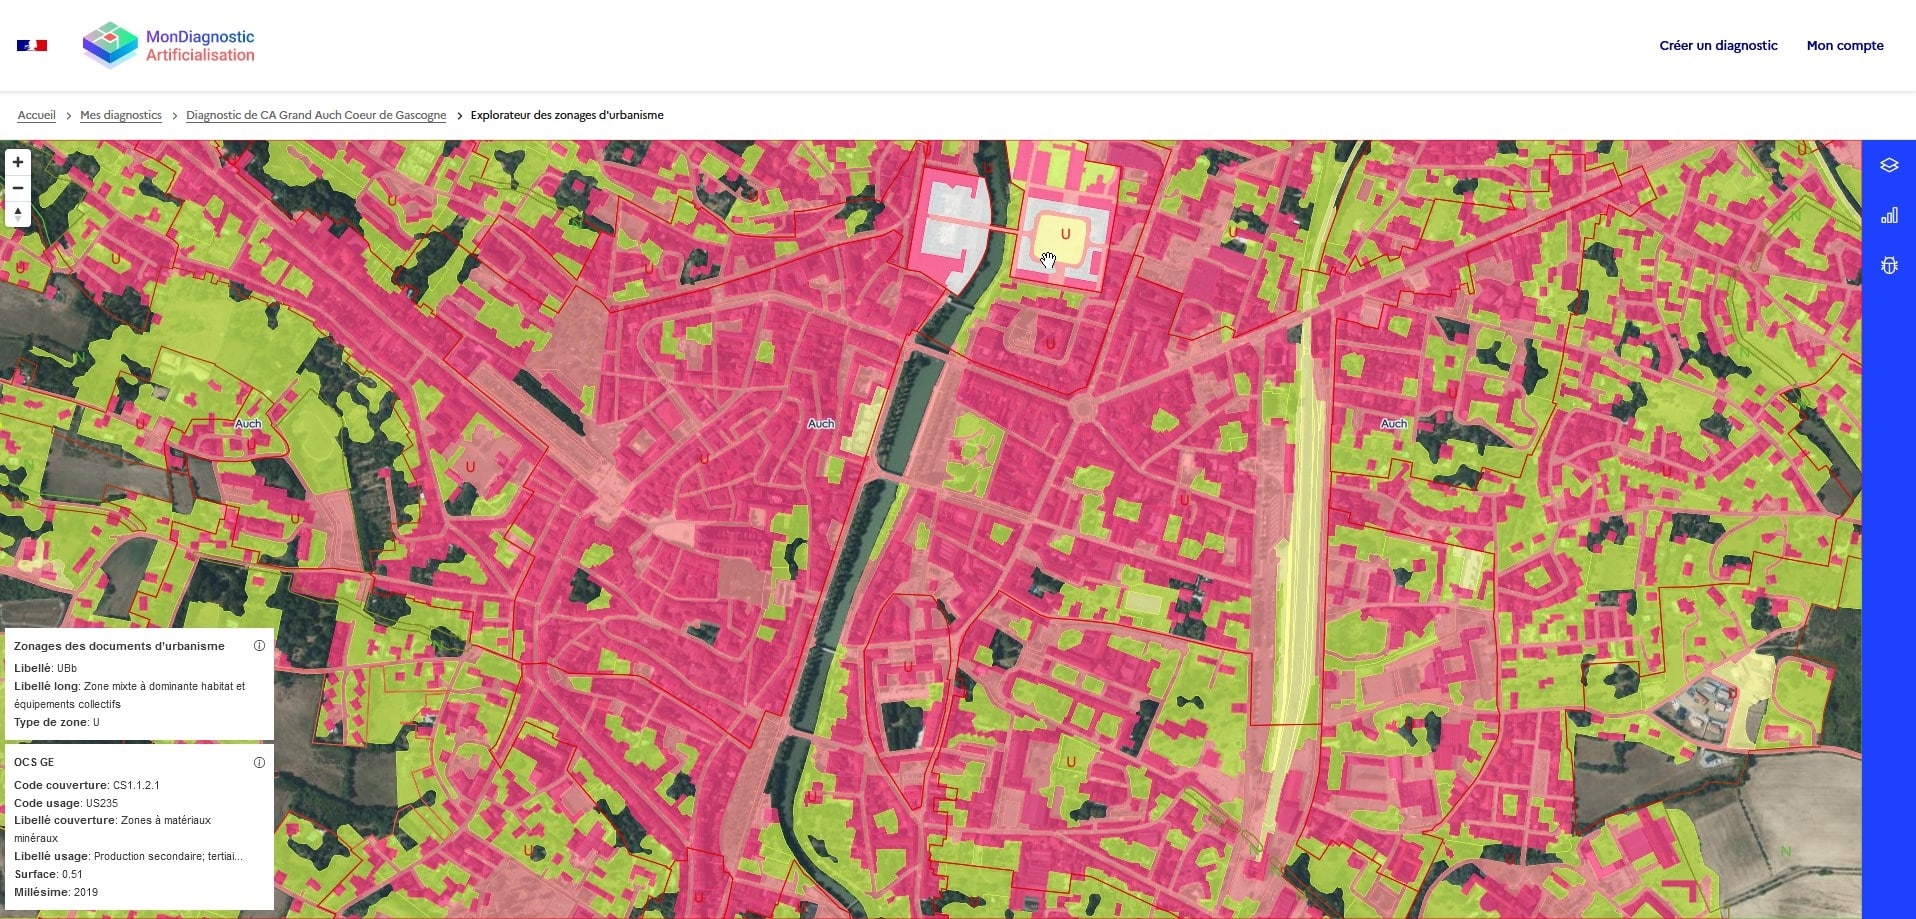 MonDiagnostic
Artificialisation
Créer un diagnostic
Mon compte
Accueil > Mes diagnostics > Diagnostic de CA Grand Auch Coeur de Gascogne > Explorateur des zonages d'urbanisme
U
U
U
U
U
U
U
U
N
U
U
N
N
U
U
Auch
Auch
Auch
U
U
U
U
U
U
U
N
U
U
U
U
U
U
N
N
U
U
Zonages des documents d'urbanisme
Libellé: UBb
Libellé long: Zone mixte à dominante habitat et
équipements collectifs
Type de zone: U
OCS GE
Code couverture: CS1.1.2.1
Code usage: US235
Libellé couverture: Zones à matériaux
minéraux
Libellé usage: Production secondaire; tertiai...
Surface: 0.51
Millésime: 2019